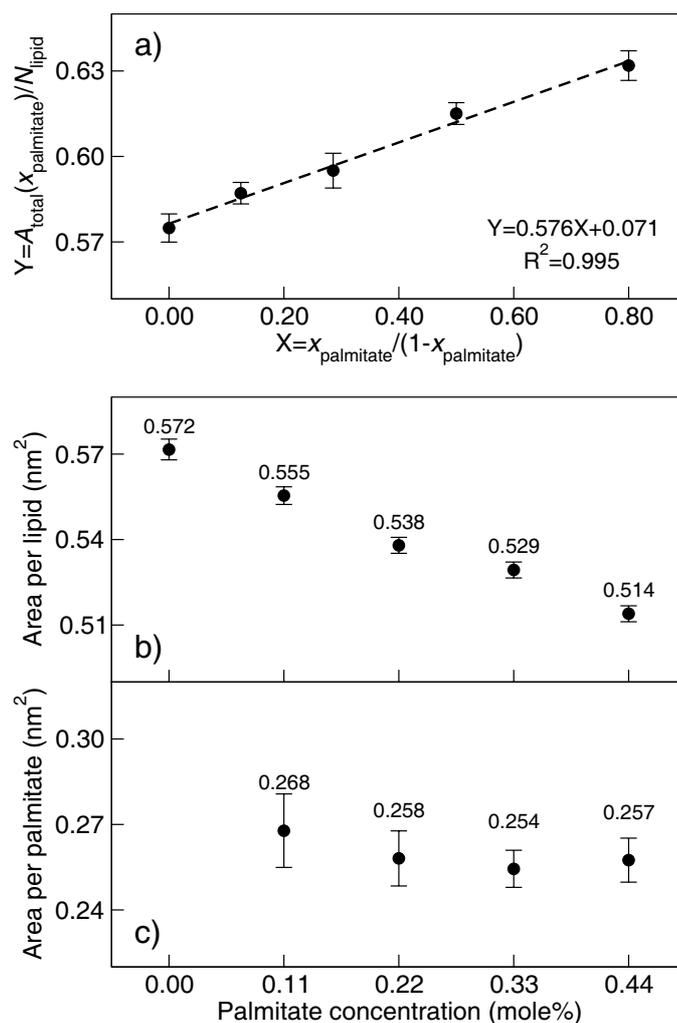 a)
Y=A_total(x_palmitate)/N_lipid
0.63
0.60
0.57
Y=0.576X+0.071
R²=0.995
0.00 0.20 0.40 0.60 0.80
X=x_palmitate/(1-x_palmitate)
Area per lipid (nm²)
0.57
0.54
0.51
0.572
0.555
0.538
0.529
0.514
b)
Area per palmitate (nm²)
0.30
0.27
0.24
0.268
0.258
0.254
0.257
c)
0.00 0.11 0.22 0.33 0.44
Palmitate concentration (mole%)